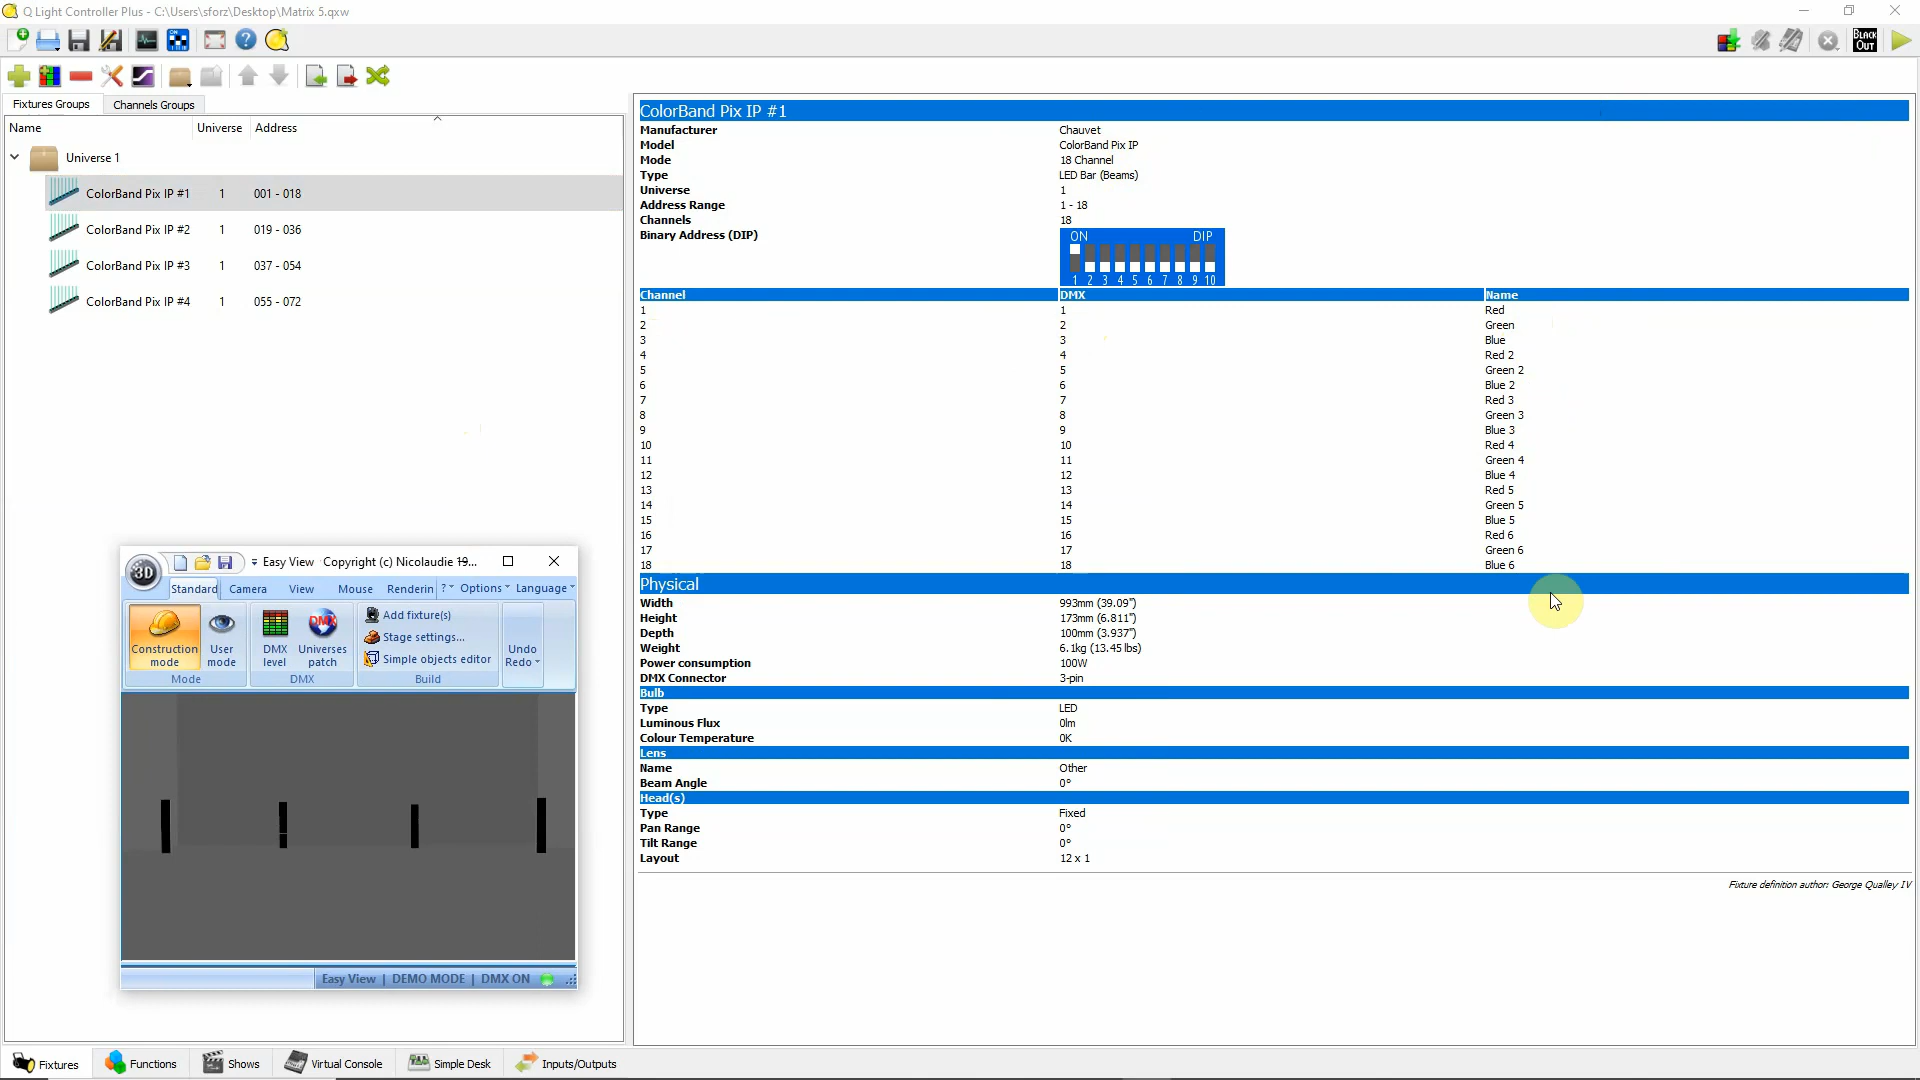 Q Light Controller Plus - C:\Users\sforz\Desktop\Matrix 5.qxw
BLACK OUT
Fixtures Groups Channels Groups
Name Universe Address
Universe 1
ColorBand Pix IP #1 1 001 - 018
ColorBand Pix IP #2 1 019 - 036
ColorBand Pix IP #3 1 037 - 054
ColorBand Pix IP #4 1 055 - 072
ColorBand Pix IP #1
Manufacturer Chauvet
Model ColorBand Pix IP
Mode 18 Channel
Type LED Bar (Beams)
Universe 1
Address Range 1 - 18
Channels 18
Binary Address (DIP)
ON DIP
1 2 3 4 5 6 7 8 9 10
Channel DMX Name
1 1 Red
2 2 Green
3 3 Blue
4 4 Red 2
5 5 Green 2
6 6 Blue 2
7 7 Red 3
8 8 Green 3
9 9 Blue 3
10 10 Red 4
11 11 Green 4
12 12 Blue 4
13 13 Red 5
14 14 Green 5
15 15 Blue 5
16 16 Red 6
17 17 Green 6
18 18 Blue 6
Physical
Width 993mm (39.09")
Height 173mm (6.811")
Depth 100mm (3.937")
Weight 6.1kg (13.45 lbs)
Power consumption 100W
DMX Connector 3-pin
Bulb
Type LED
Luminous Flux 0lm
Colour Temperature 0K
Lens
Name Other
Beam Angle 0°
Head(s)
Type Fixed
Pan Range 0°
Tilt Range 0°
Layout 12 x 1
Fixture definition author: George Qualley IV
3D
Easy View Copyright (c) Nicolaudie 19...
Standard Camera View Mouse Renderin ? Options Language
Construction mode
User mode
Mode
DMX level
DMX
Universes patch
DMX
Add fixture(s)
Stage settings...
Simple objects editor
Build
Undo
Redo
Easy View | DEMO MODE | DMX ON
Fixtures Functions Shows Virtual Console Simple Desk Inputs/Outputs